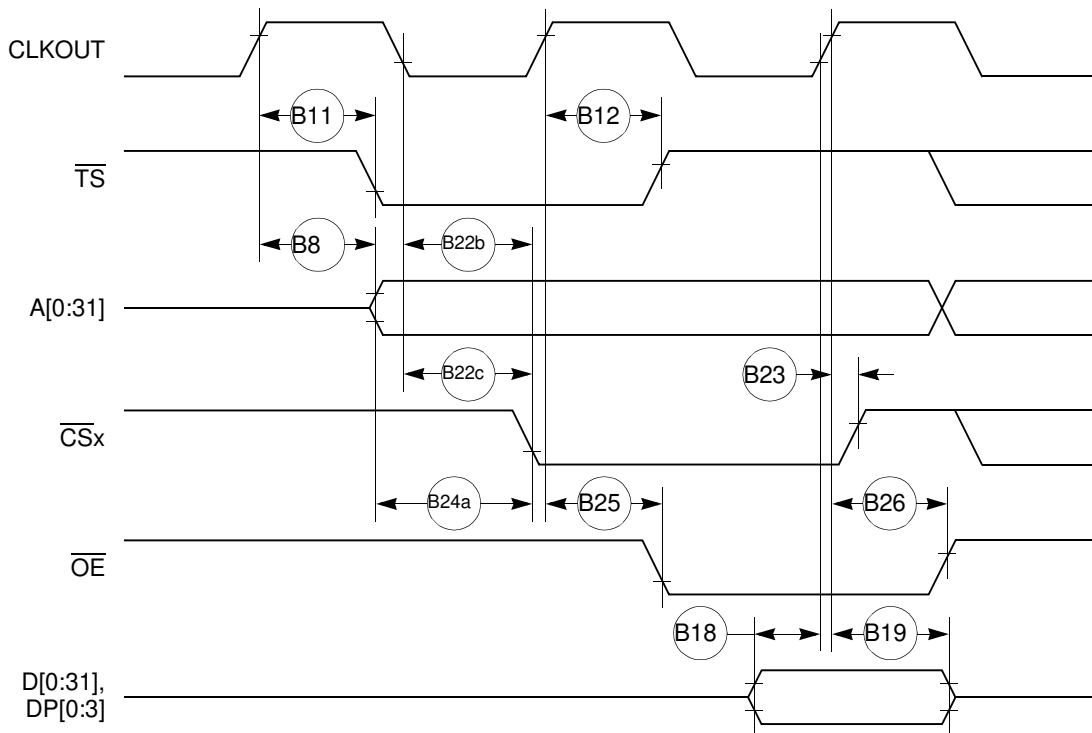 CLKOUT
B11
B12
TS
B8
B22b
A[0:31]
B22c
B23
CSx
B24a
B25
B26
OE
B18
B19
D[0:31],
DP[0:3]